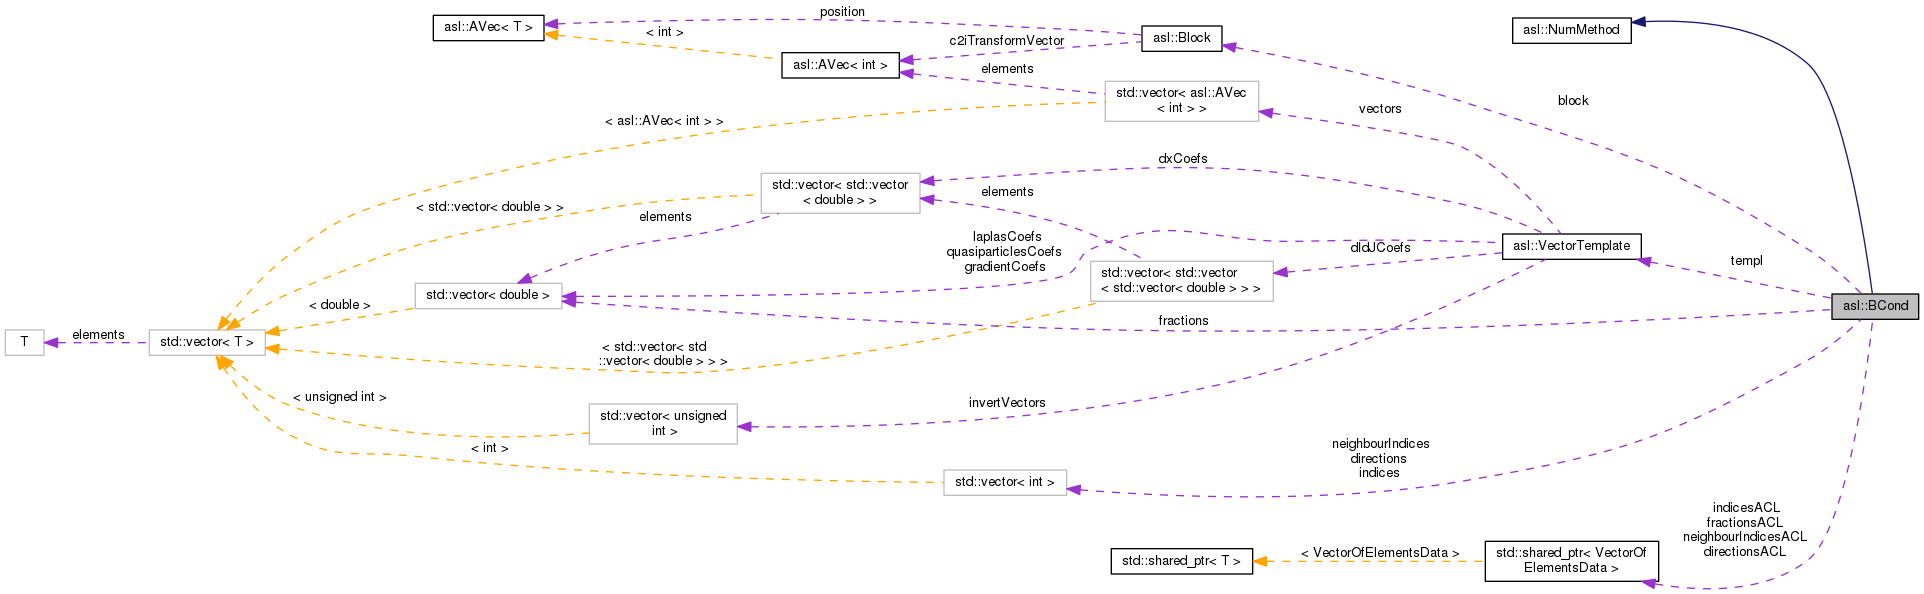 position
asl::AVec< T >
< int >
asl::Block
asl::NumMethod
c2iTransformVector
asl::AVec< int >
elements
std::vector< asl::AVec
< int > >
block
vectors
< asl::AVec< int > >
dxCoefs
std::vector< std::vector
< double > >
elements
< std::vector< double > >
elements
laplasCoefs
quasiparticlesCoefs
gradientCoefs
asl::VectorTemplate
dldJCoefs
templ
std::vector< std::vector
< std::vector< double > > >
std::vector< double >
< double >
asl::BCond
fractions
T
elements
std::vector< T >
< std::vector< std
::vector< double > > >
< unsigned int >
std::vector< unsigned
int >
invertVectors
< int >
neighbourIndices
directions
indices
std::vector< int >
indicesACL
fractionsACL
neighbourIndicesACL
directionsACL
std::shared_ptr< T >
< VectorOfElementsData >
std::shared_ptr< VectorOf
ElementsData >